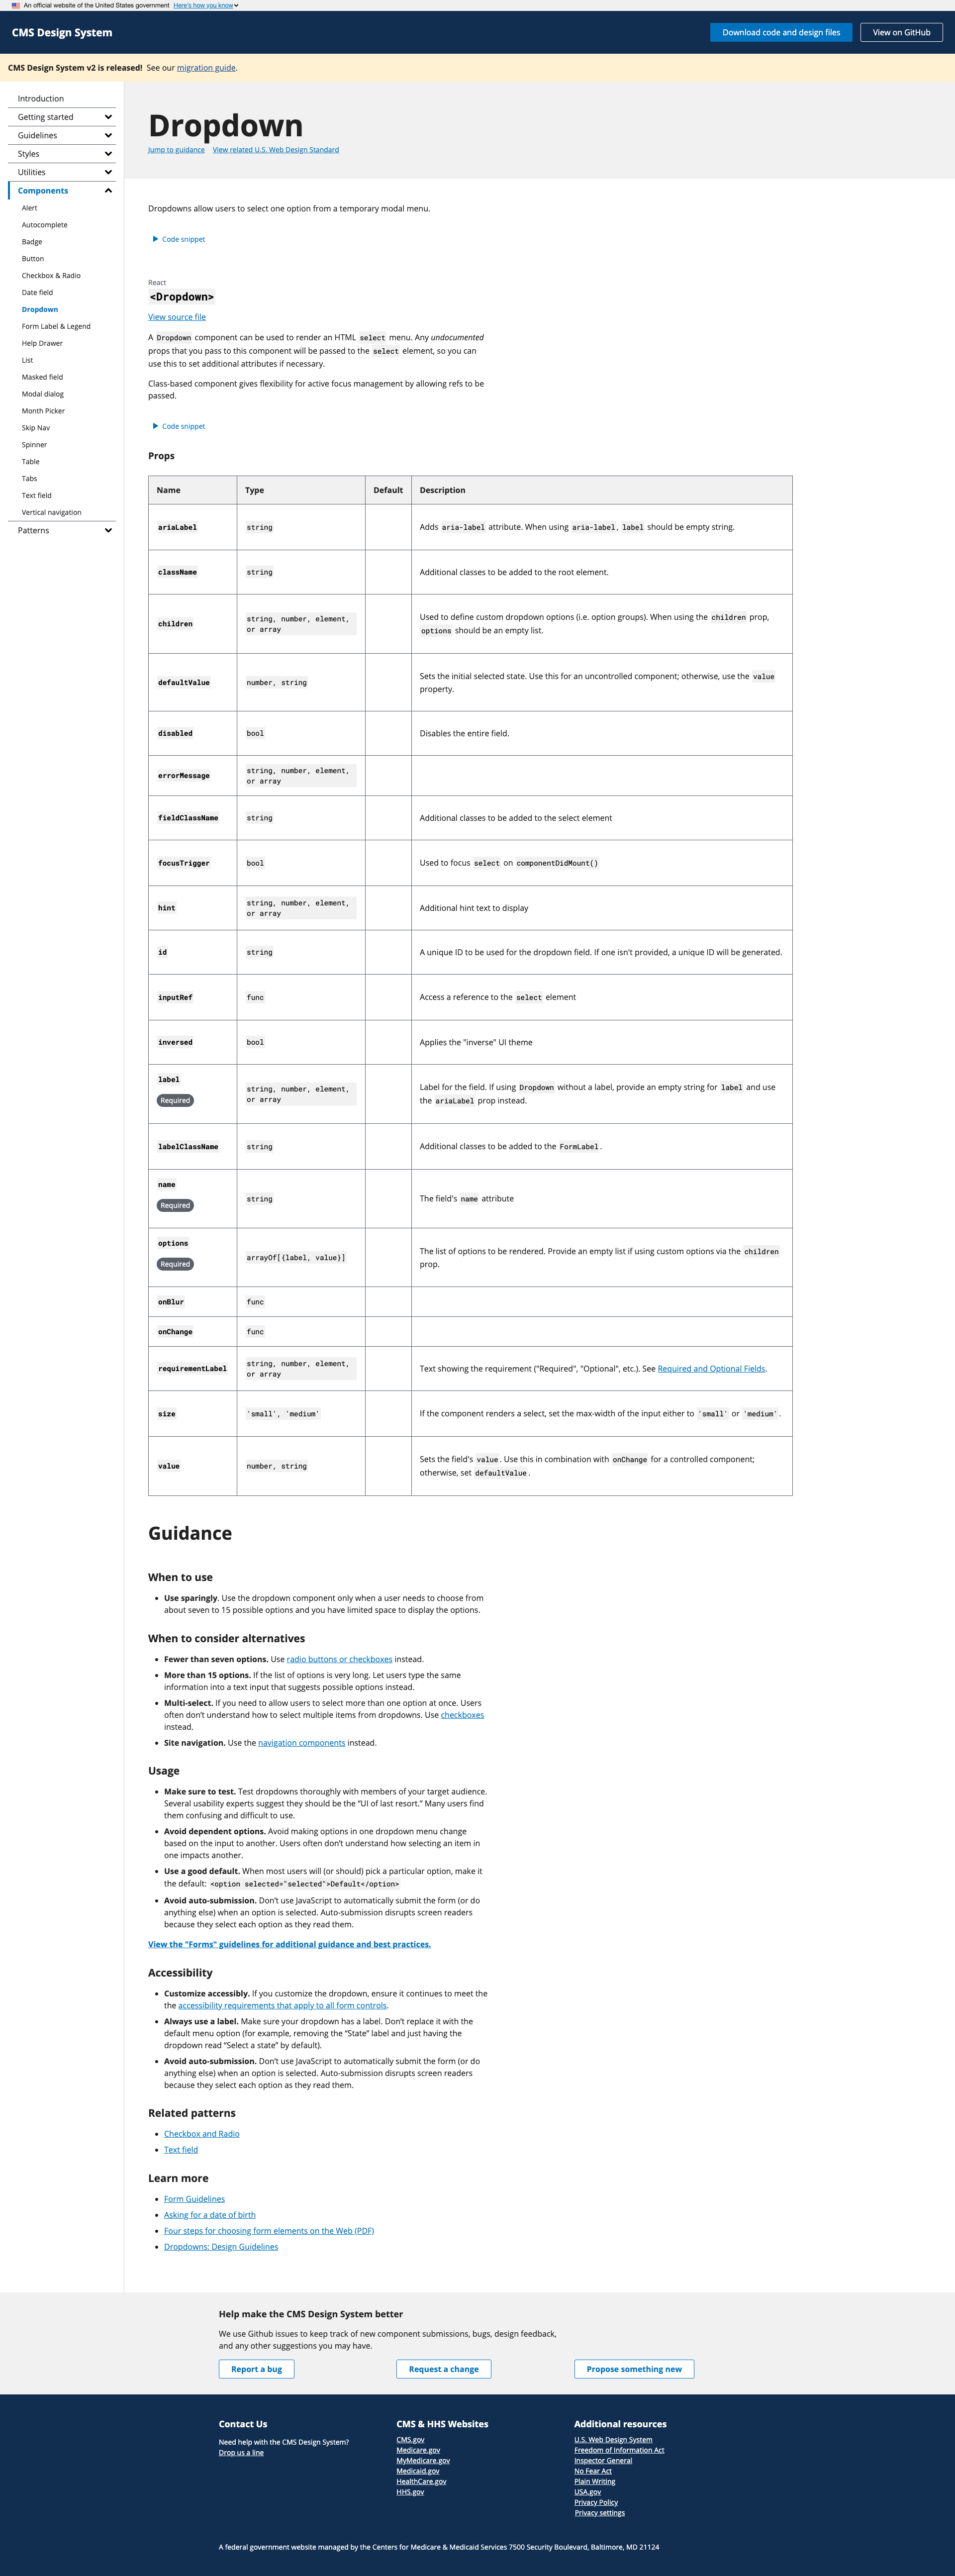 An official website of the United States government Here's how you know
CMS Design System
Download code and design files
View on GitHub
CMS Design System v2 is released! See our migration guide.
Introduction
Getting started
Guidelines
Styles
Utilities
Components
Alert
Autocomplete
Badge
Button
Checkbox & Radio
Date field
Dropdown
Form Label & Legend
Help Drawer
List
Masked field
Modal dialog
Month Picker
Skip Nav
Spinner
Table
Tabs
Text field
Vertical navigation
Patterns
Dropdown
Jump to guidance View related U.S. Web Design Standard
Dropdowns allow users to select one option from a temporary modal menu.
Code snippet
React
<Dropdown>
View source file
A Dropdown component can be used to render an HTML select menu. Any undocumented
props that you pass to this component will be passed to the select element, so you can
use this to set additional attributes if necessary.
Class-based component gives flexibility for active focus management by allowing refs to be
passed.
Code snippet
Props
Name Type Default Description
ariaLabel string Adds aria-label attribute. When using aria-label, label should be empty string.
className string Additional classes to be added to the root element.
children string, number, element, or array Used to define custom dropdown options (i.e. option groups). When using the children prop,
options should be an empty list.
defaultValue number, string Sets the initial selected state. Use this for an uncontrolled component; otherwise, use the value
property.
disabled bool Disables the entire field.
errorMessage string, number, element, or array
fieldClassName string Additional classes to be added to the select element
focusTrigger bool Used to focus select on componentDidMount()
hint string, number, element, or array Additional hint text to display
id string A unique ID to be used for the dropdown field. If one isn't provided, a unique ID will be generated.
inputRef func Access a reference to the select element
inversed bool Applies the "inverse" UI theme
label Required string, number, element, or array Label for the field. If using Dropdown without a label, provide an empty string for label and use
the ariaLabel prop instead.
labelClassName string Additional classes to be added to the FormLabel.
name Required string The field's name attribute
options Required arrayOf[{label, value}] The list of options to be rendered. Provide an empty list if using custom options via the children
prop.
onBlur func
onChange func
requirementLabel string, number, element, or array Text showing the requirement ("Required", "Optional", etc.). See Required and Optional Fields.
size 'small', 'medium' If the component renders a select, set the max-width of the input either to 'small' or 'medium'.
value number, string Sets the field's value. Use this in combination with onChange for a controlled component;
otherwise, set defaultValue.
Guidance
When to use
Use sparingly. Use the dropdown component only when a user needs to choose from
about seven to 15 possible options and you have limited space to display the options.
When to consider alternatives
Fewer than seven options. Use radio buttons or checkboxes instead.
More than 15 options. If the list of options is very long. Let users type the same
information into a text input that suggests possible options instead.
Multi-select. If you need to allow users to select more than one option at once. Users
often don't understand how to select multiple items from dropdowns. Use checkboxes
instead.
Site navigation. Use the navigation components instead.
Usage
Make sure to test. Test dropdowns thoroughly with members of your target audience.
Several usability experts suggest they should be the “UI of last resort.” Many users find
them confusing and difficult to use.
Avoid dependent options. Avoid making options in one dropdown menu change
based on the input to another. Users often don’t understand how selecting an item in
one impacts another.
Use a good default. When most users will (or should) pick a particular option, make it
the default: <option selected="selected">Default</option>
Avoid auto-submission. Don’t use JavaScript to automatically submit the form (or do
anything else) when an option is selected. Auto-submission disrupts screen readers
because they select each option as they read them.
View the "Forms" guidelines for additional guidance and best practices.
Accessibility
Customize accessibly. If you customize the dropdown, ensure it continues to meet the
the accessibility requirements that apply to all form controls.
Always use a label. Make sure your dropdown has a label. Don’t replace it with the
default menu option (for example, removing the “State” label and just having the
dropdown read “Select a state” by default).
Avoid auto-submission. Don’t use JavaScript to automatically submit the form (or do
anything else) when an option is selected. Auto-submission disrupts screen readers
because they select each option as they read them.
Related patterns
Checkbox and Radio
Text field
Learn more
Form Guidelines
Asking for a date of birth
Four steps for choosing form elements on the Web (PDF)
Dropdowns: Design Guidelines
Help make the CMS Design System better
We use Github issues to keep track of new component submissions, bugs, design feedback,
and any other suggestions you may have.
Report a bug
Request a change
Propose something new
Contact Us
Need help with the CMS Design System?
Drop us a line
CMS & HHS Websites
CMS.gov
Medicare.gov
MyMedicare.gov
Medicaid.gov
HealthCare.gov
HHS.gov
Additional resources
U.S. Web Design System
Freedom of Information Act
Inspector General
No Fear Act
Plain Writing
USA.gov
Privacy Policy
Privacy settings
A federal government website managed by the Centers for Medicare & Medicaid Services 7500 Security Boulevard, Baltimore, MD 21124